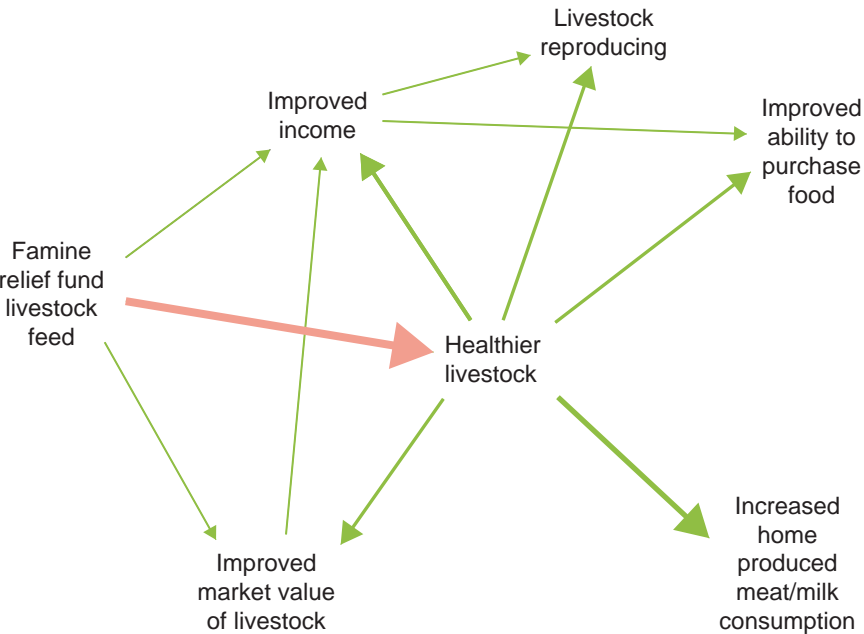 Livestock
reproducing
Improved
income
Improved
ability to
purchase
food
Famine
relief fund
livestock
feed
Healthier
livestock
Improved
market value
of livestock
Increased
home
produced
meat/milk
consumption